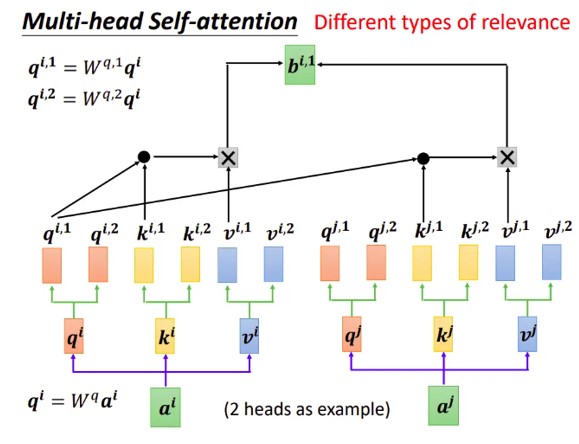 Multi-head Self-attention Different types of relevance
q^{i,1} = W^{q,1}q^i
q^{i,2} = W^{q,2}q^i
b^{i,1}
q^{i,1} q^{i,2} k^{i,1} k^{i,2} v^{i,1} v^{i,2} q^{j,1} q^{j,2} k^{j,1} k^{j,2} v^{j,1} v^{j,2}
q^i k^i v^i q^j k^j v^j
q^i = W^q a^i a^i (2 heads as example) a^j